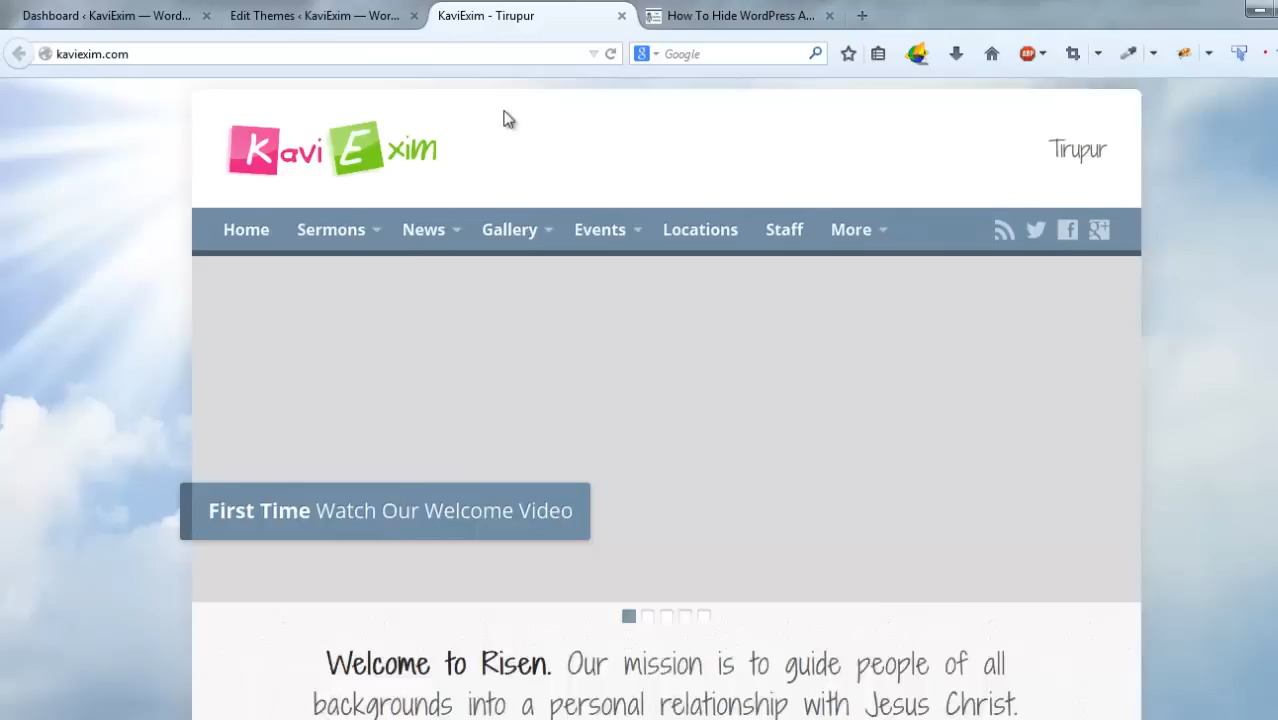 Dashboard ‹ KaviExim — Word...
Edit Themes ‹ KaviExim — Wor...
KaviExim - Tirupur
How To Hide WordPress A...
kaviexim.com
Google
Kavi Exim
Tirupur
Home
Sermons
News
Gallery
Events
Locations
Staff
More
First Time Watch Our Welcome Video
Welcome to Risen. Our mission is to guide people of all
backgrounds into a personal relationship with Jesus Christ.